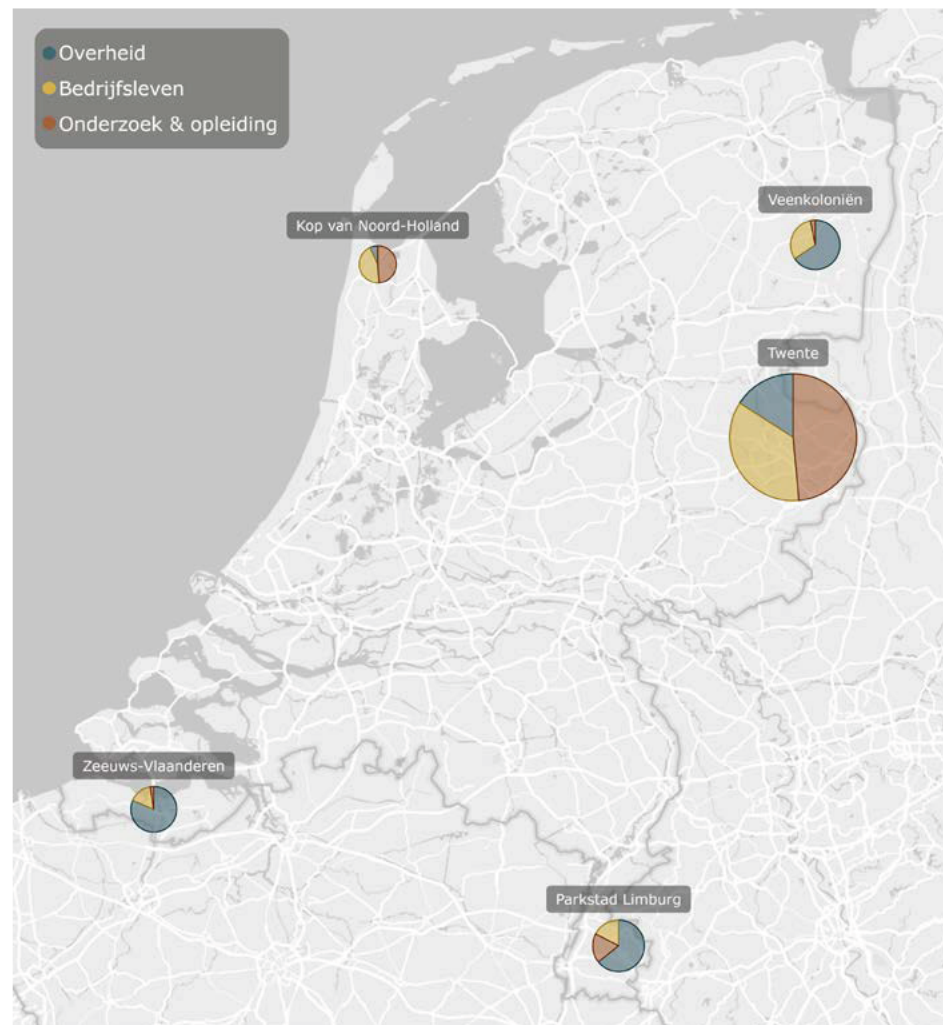 Overheid
Bedrijfsleven
Onderzoek & opleiding
Veenkoloniën
Kop van Noord-Holland
Twente
Zeeuws-Vlaanderen
Parkstad Limburg